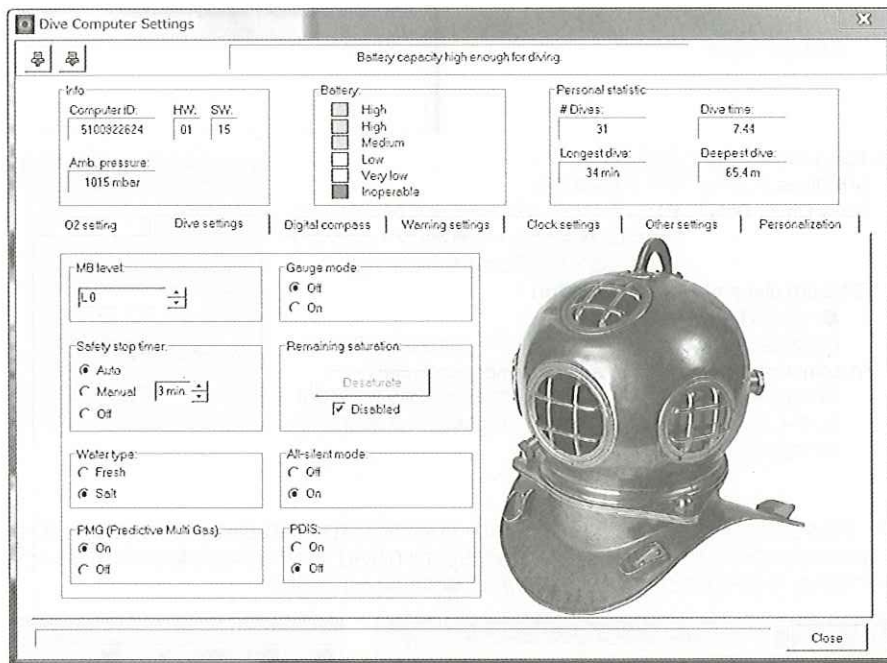 Dive Computer Settings
Battery capacity high enough for diving.
Info
Computer ID: HW: SW:
5100922624 01 15
Amb. pressure:
1015 mbar
Battery:
High
High
Medium
Low
Very low
Inoperable
Personal statistic
# Dives: Dive time:
31 7.44
Longest dive: Deepest dive:
34 min 65.4 m
O2 setting Dive settings Digital compass Warning settings Clock settings Other settings Personalization
MB level:
L0
Gauge mode
Off
On
Safety stop timer:
Auto
Manual 3 min.
Off
Remaining saturation:
Desaturate
Disabled
Water type:
Fresh
Salt
All-silent mode:
Off
On
PMG (Predictive Multi Gas):
On
Off
PDIS:
On
Off
Close